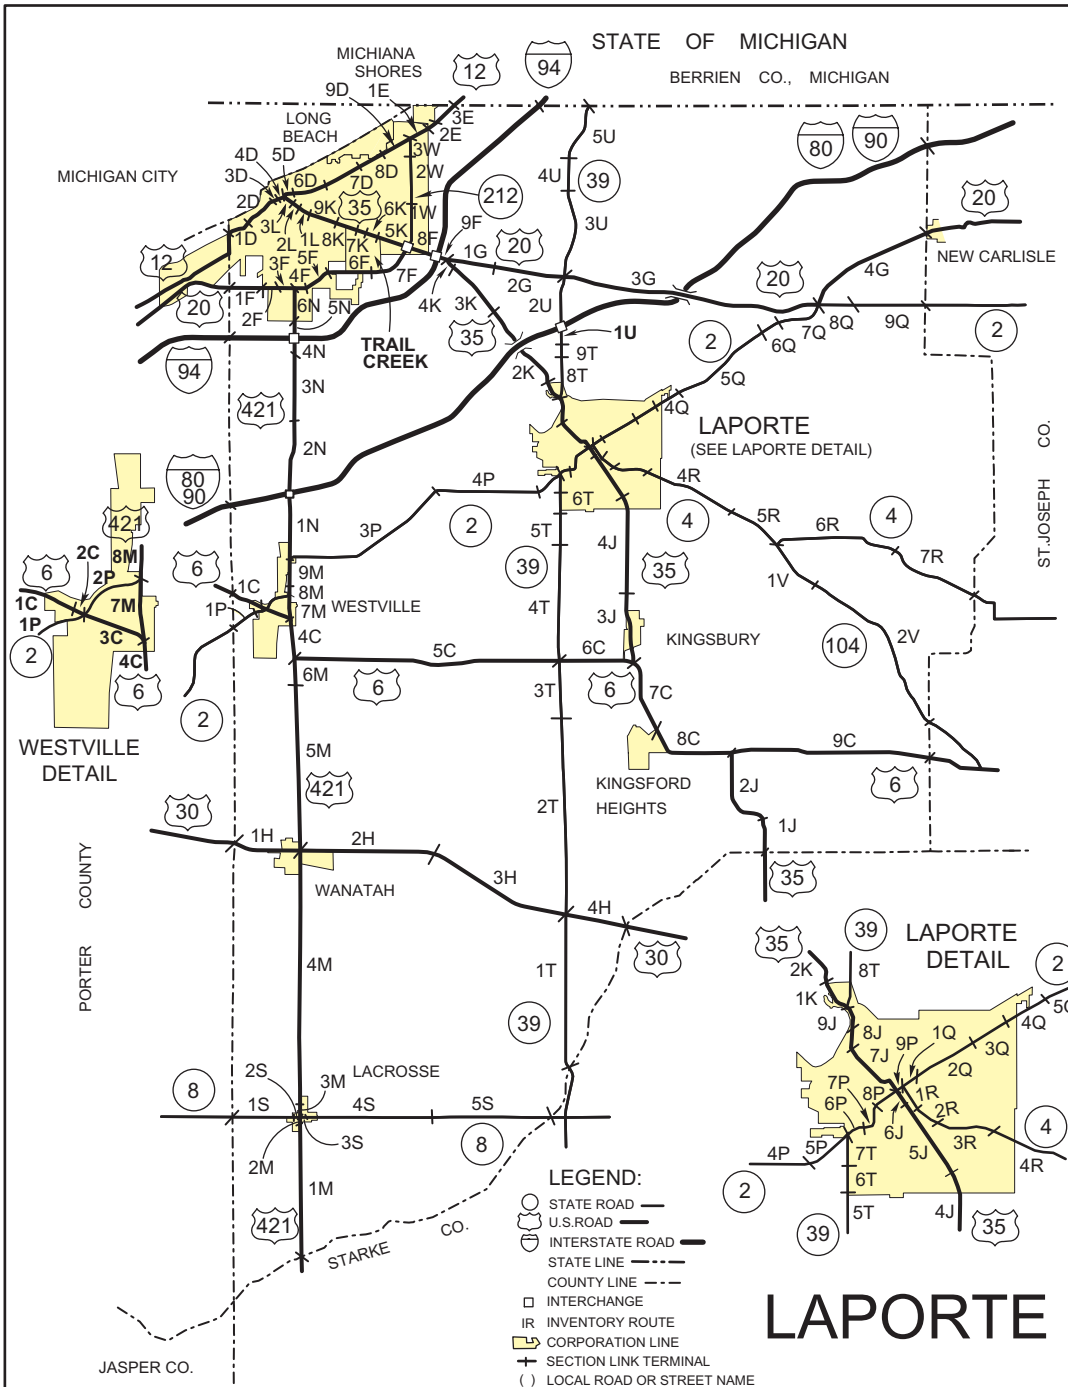 STATE OF MICHIGAN
BERRIEN CO., MICHIGAN
MICHIANA
SHORES
12
94
9D
1E
3E
2E
LONG
BEACH
3W
5U
80
90
4D
5D
3D
6D
8D
7D
2W
4U
39
MICHIGAN CITY
2D
9K
35
6K
1W
212
3U
20
3L
2L
1L
8K
7K
5K
8F
9F
1D
5F
3F
4F
6F
7F
1G
20
NEW CARLISLE
12
4K
2G
3G
20
4G
20
1F
2F
6N
5N
3K
2U
35
TRAIL
CREEK
1U
7Q
8Q
9Q
2
2
6Q
94
4N
9T
2K
8T
5Q
3N
421
4Q
LAPORTE
(SEE LAPORTE DETAIL)
2N
ST.JOSEPH CO.
80
90
4P
6T
4R
421
1N
3P
2
5T
4
5R
6R
4
2C
8M
2P
6
1C
1P
7M
3C
4C
2
6
6
1C
9M
8M
1P
7M
WESTVILLE
4C
39
4J
35
7R
4T
1V
3J
KINGSBURY
2V
104
5C
6C
6M
6
2
3T
6
7C
WESTVILLE
DETAIL
5M
8C
9C
6
421
KINGSFORD
HEIGHTS
2J
30
2T
1J
1H
2H
35
WANATAH
3H
4H
PORTER COUNTY
30
4M
1T
39
LAPORTE
DETAIL
39
35
2K
8T
2
5Q
1K
9J
8J
4Q
7J
9P
1Q
3Q
2Q
7P
8P
1R
6P
2R
6J
3R
4
4P
5P
7T
5J
4R
2
6T
5T
4J
39
35
2S
3M
LACROSSE
8
1S
4S
5S
3S
8
2M
1M
421
STARKE CO.
JASPER CO.
LEGEND:
STATE ROAD
U.S.ROAD
INTERSTATE ROAD
STATE LINE
COUNTY LINE
INTERCHANGE
IR INVENTORY ROUTE
CORPORATION LINE
SECTION LINK TERMINAL
( ) LOCAL ROAD OR STREET NAME
LAPORTE